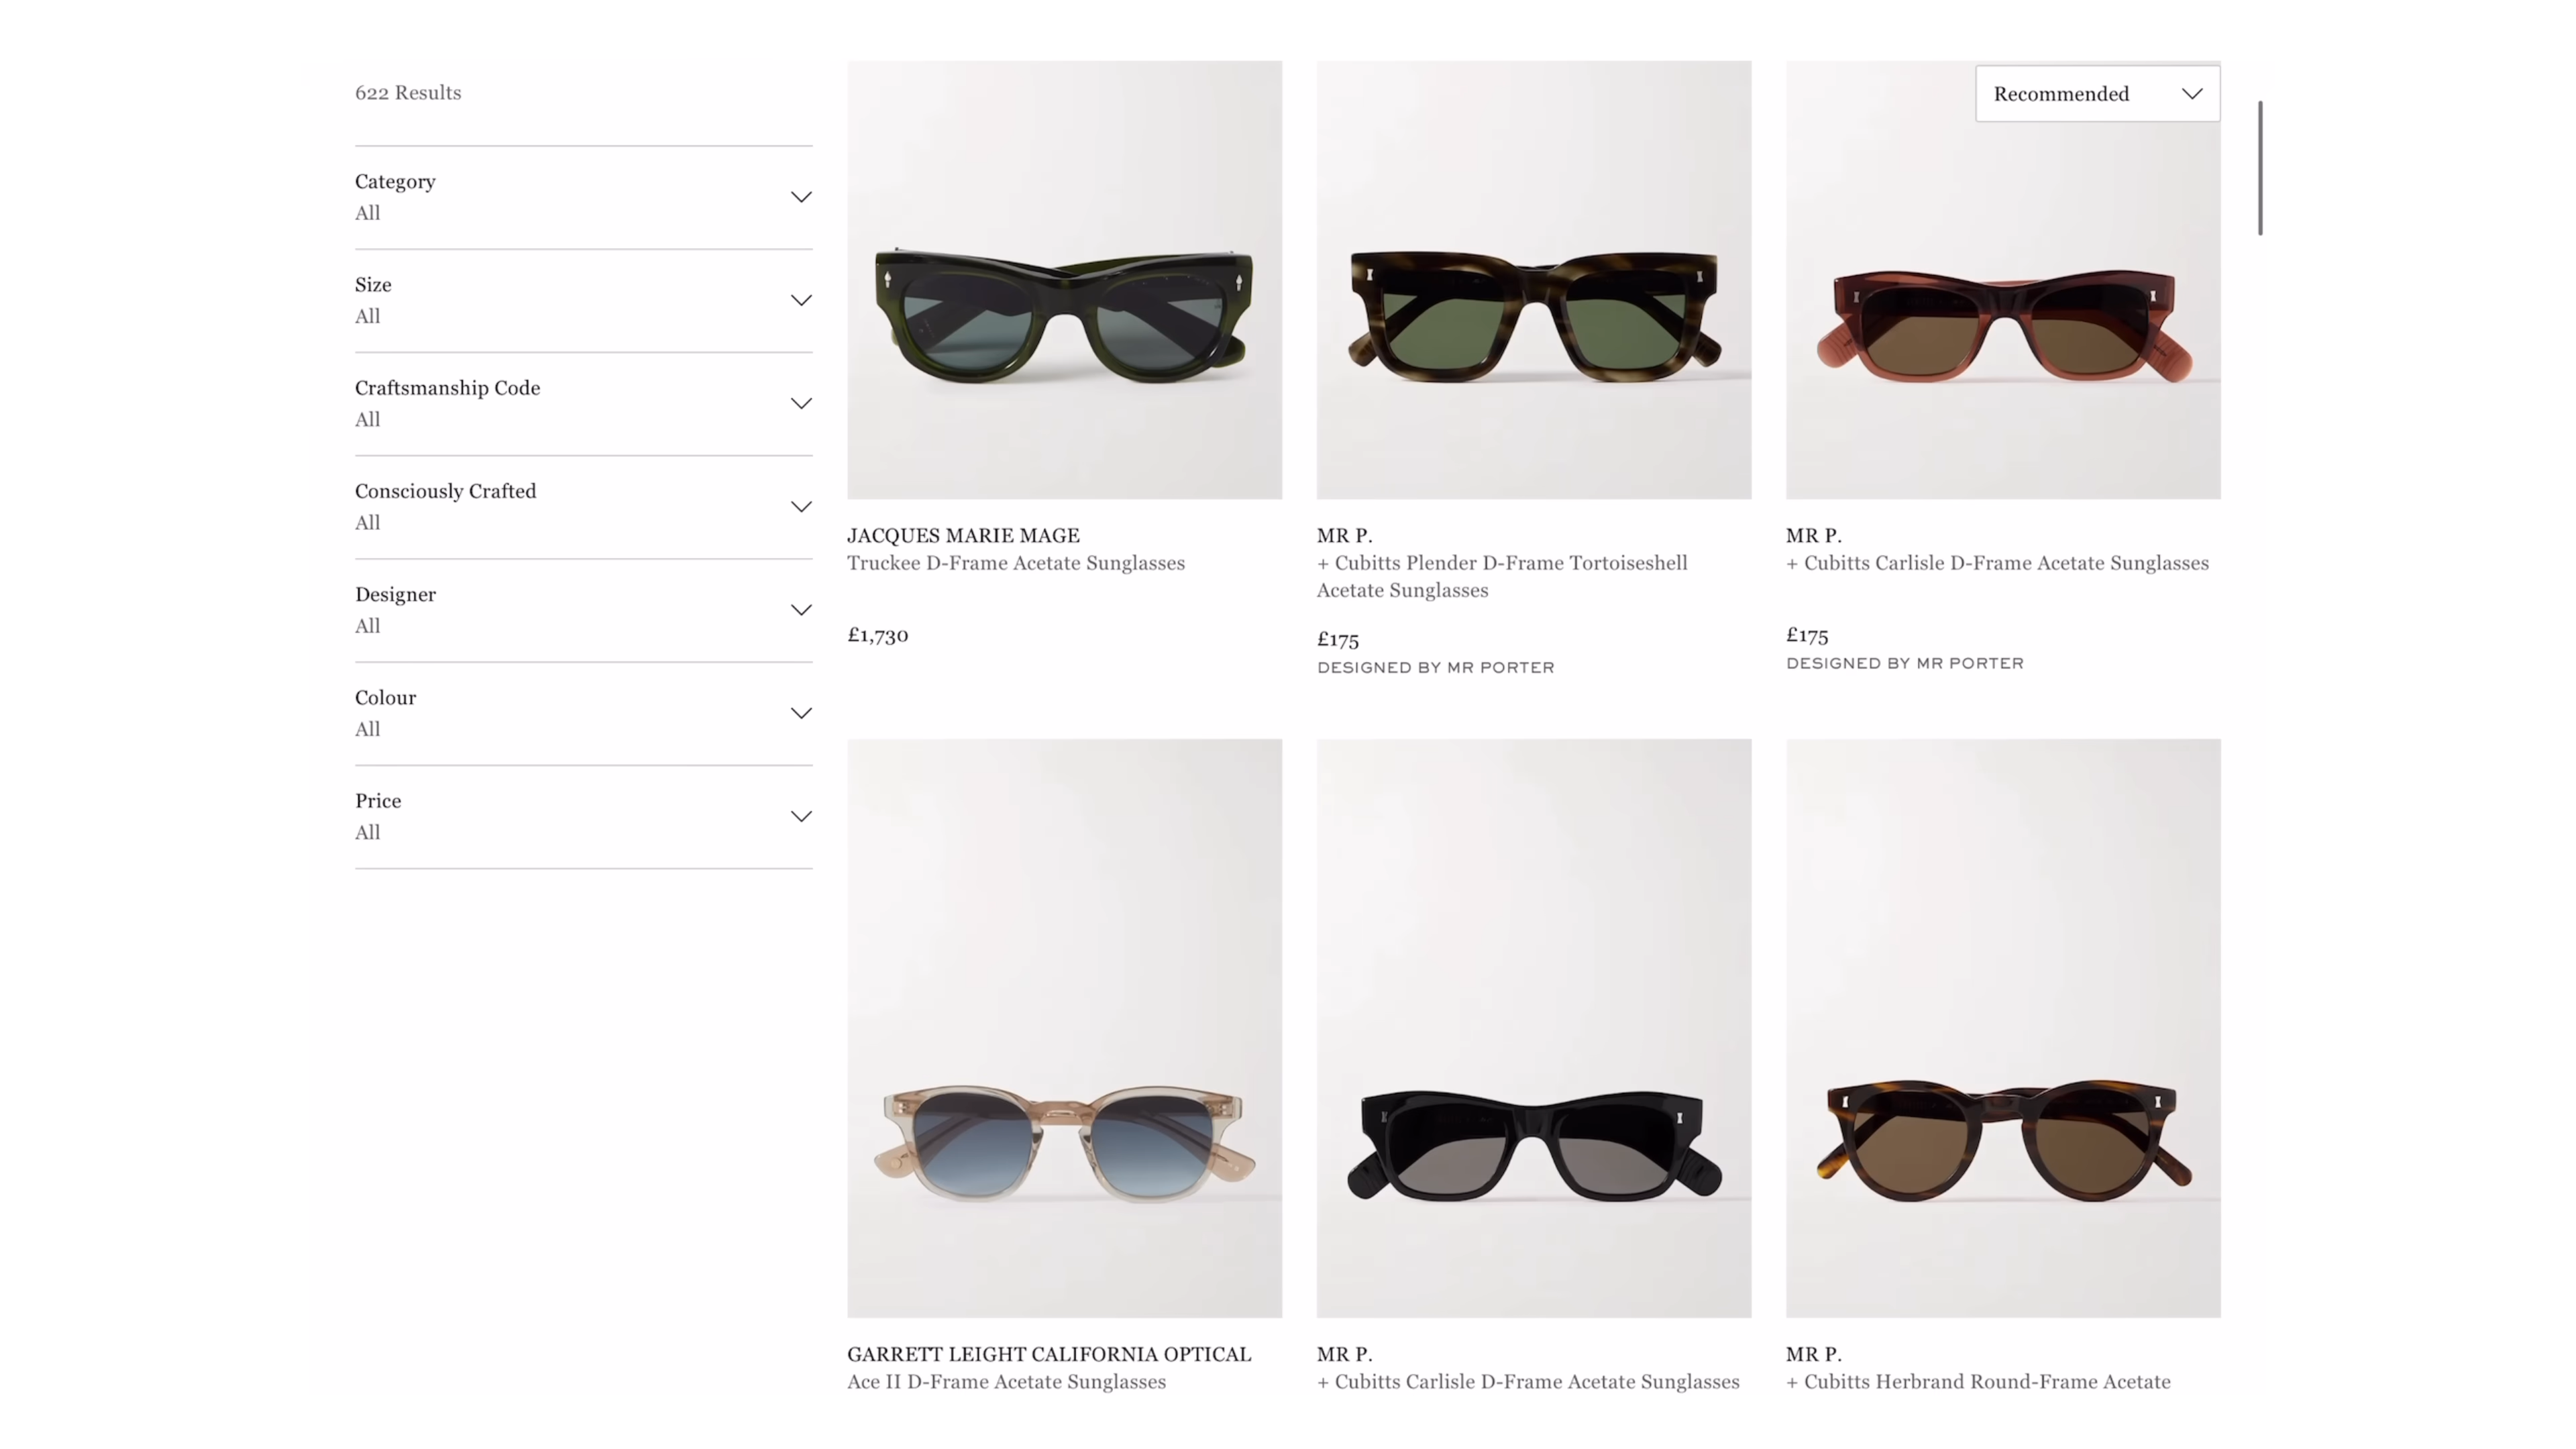 622 Results
Recommended
Category
All
Size
All
Craftsmanship Code
All
Consciously Crafted
All
Designer
All
Colour
All
Price
All
JACQUES MARIE MAGE
Truckee D-Frame Acetate Sunglasses
£1,730
MR P.
+ Cubitts Plender D-Frame Tortoiseshell
Acetate Sunglasses
£175
DESIGNED BY MR PORTER
MR P.
+ Cubitts Carlisle D-Frame Acetate Sunglasses
£175
DESIGNED BY MR PORTER
GARRETT LEIGHT CALIFORNIA OPTICAL
Ace II D-Frame Acetate Sunglasses
MR P.
+ Cubitts Carlisle D-Frame Acetate Sunglasses
MR P.
+ Cubitts Herbrand Round-Frame Acetate